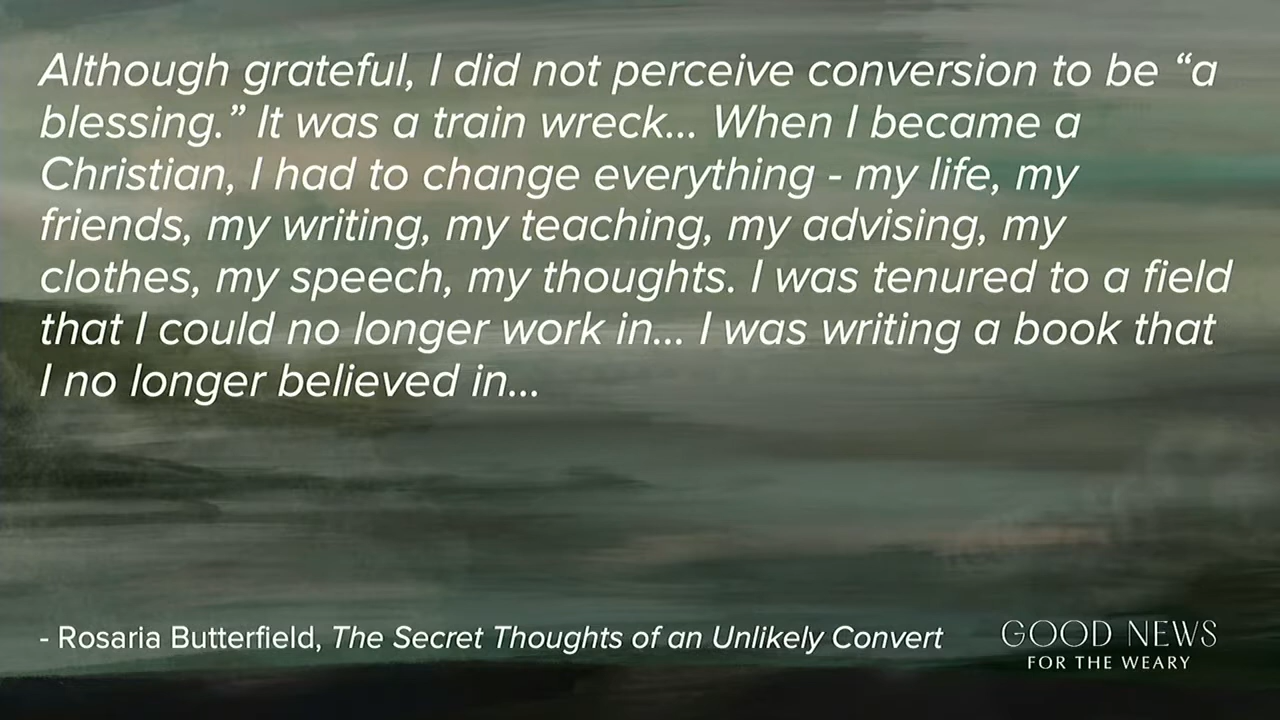 Although grateful, I did not perceive conversion to be “a
blessing.” It was a train wreck... When I became a
Christian, I had to change everything - my life, my
friends, my writing, my teaching, my advising, my
clothes, my speech, my thoughts. I was tenured to a field
that I could no longer work in... I was writing a book that
I no longer believed in...
- Rosaria Butterfield, The Secret Thoughts of an Unlikely Convert
GOOD NEWS
FOR THE WEARY